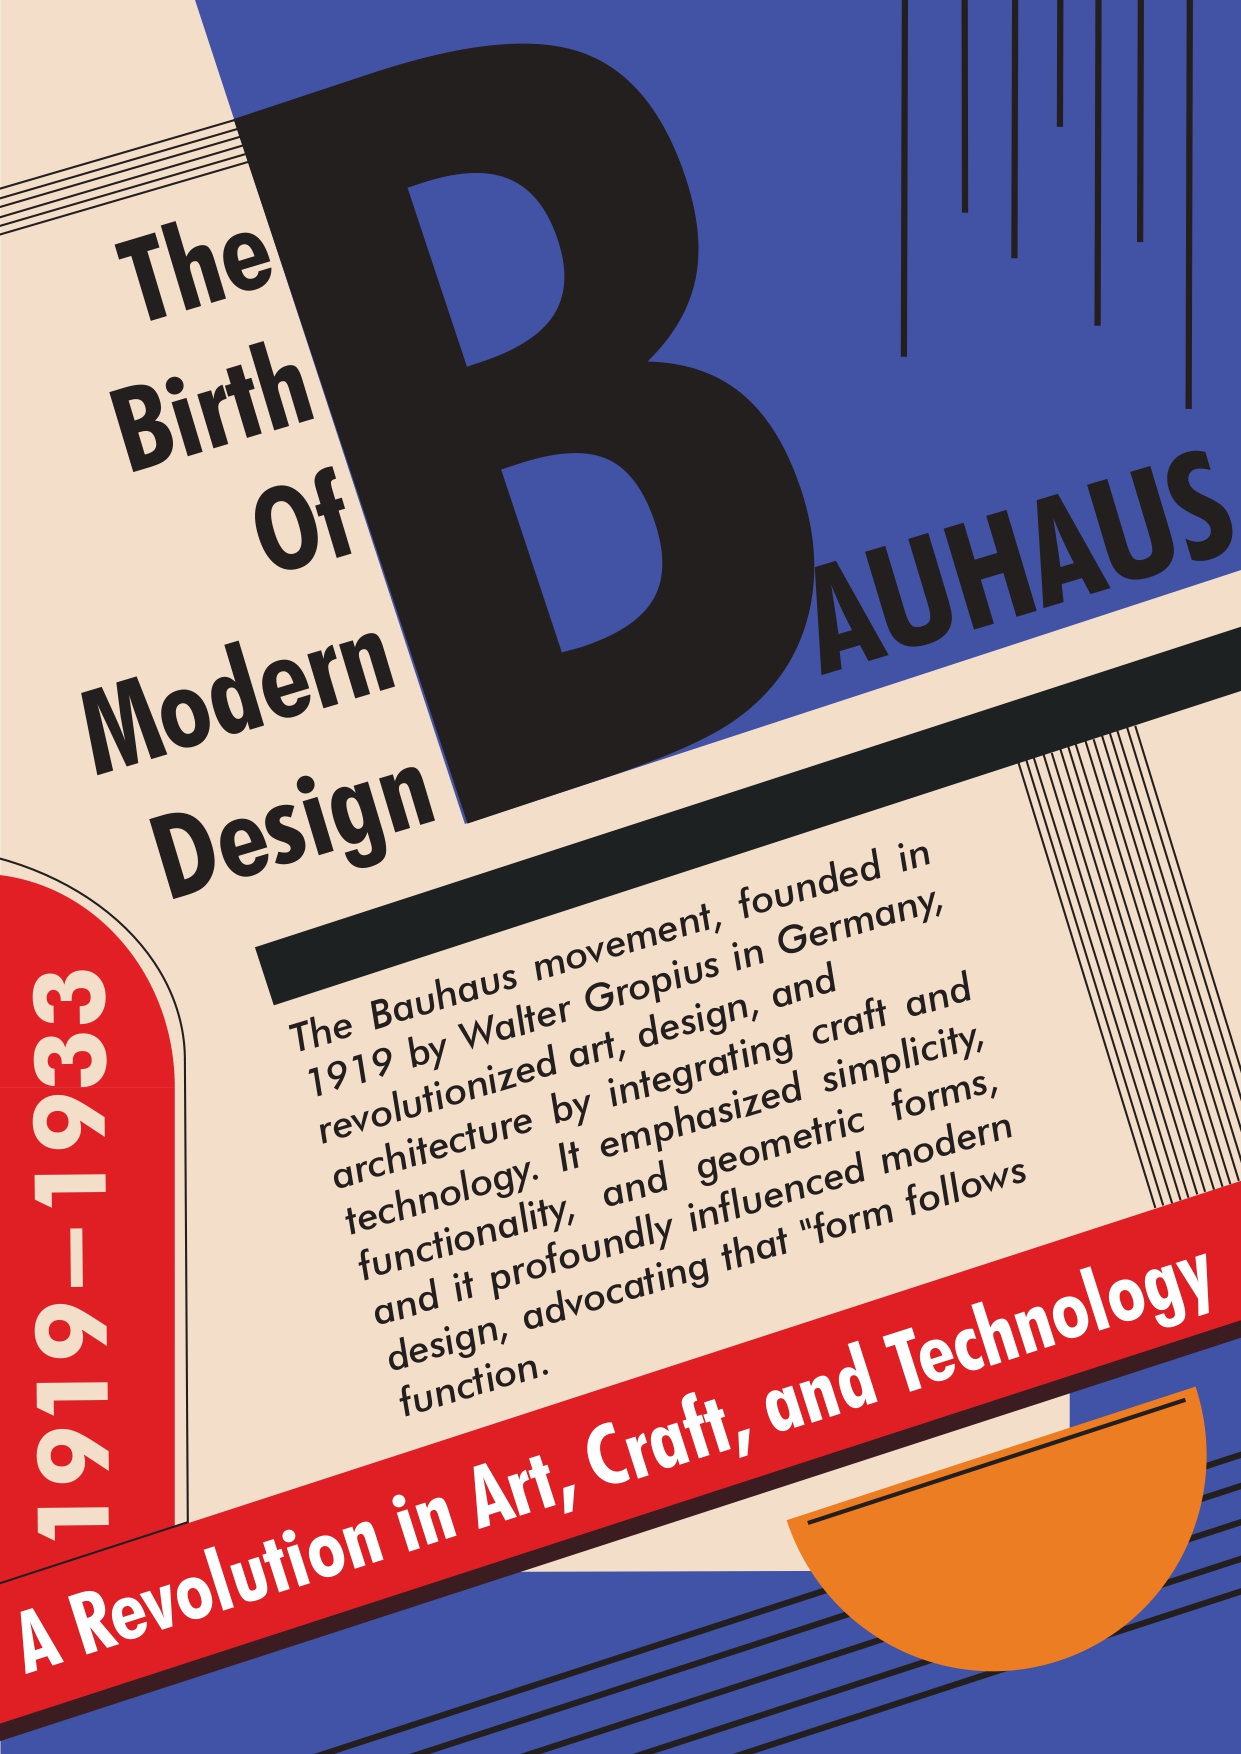 The
Birth
Of
Modern
Design
BAUHAUS
The Bauhaus movement, founded in
1919 by Walter Gropius in Germany,
revolutionized art, design, and
architecture by integrating craft and
technology. It emphasized simplicity,
functionality, and geometric forms,
and it profoundly influenced modern
design, advocating that "form follows
function.
1919–1933
A Revolution in Art, Craft, and Technology